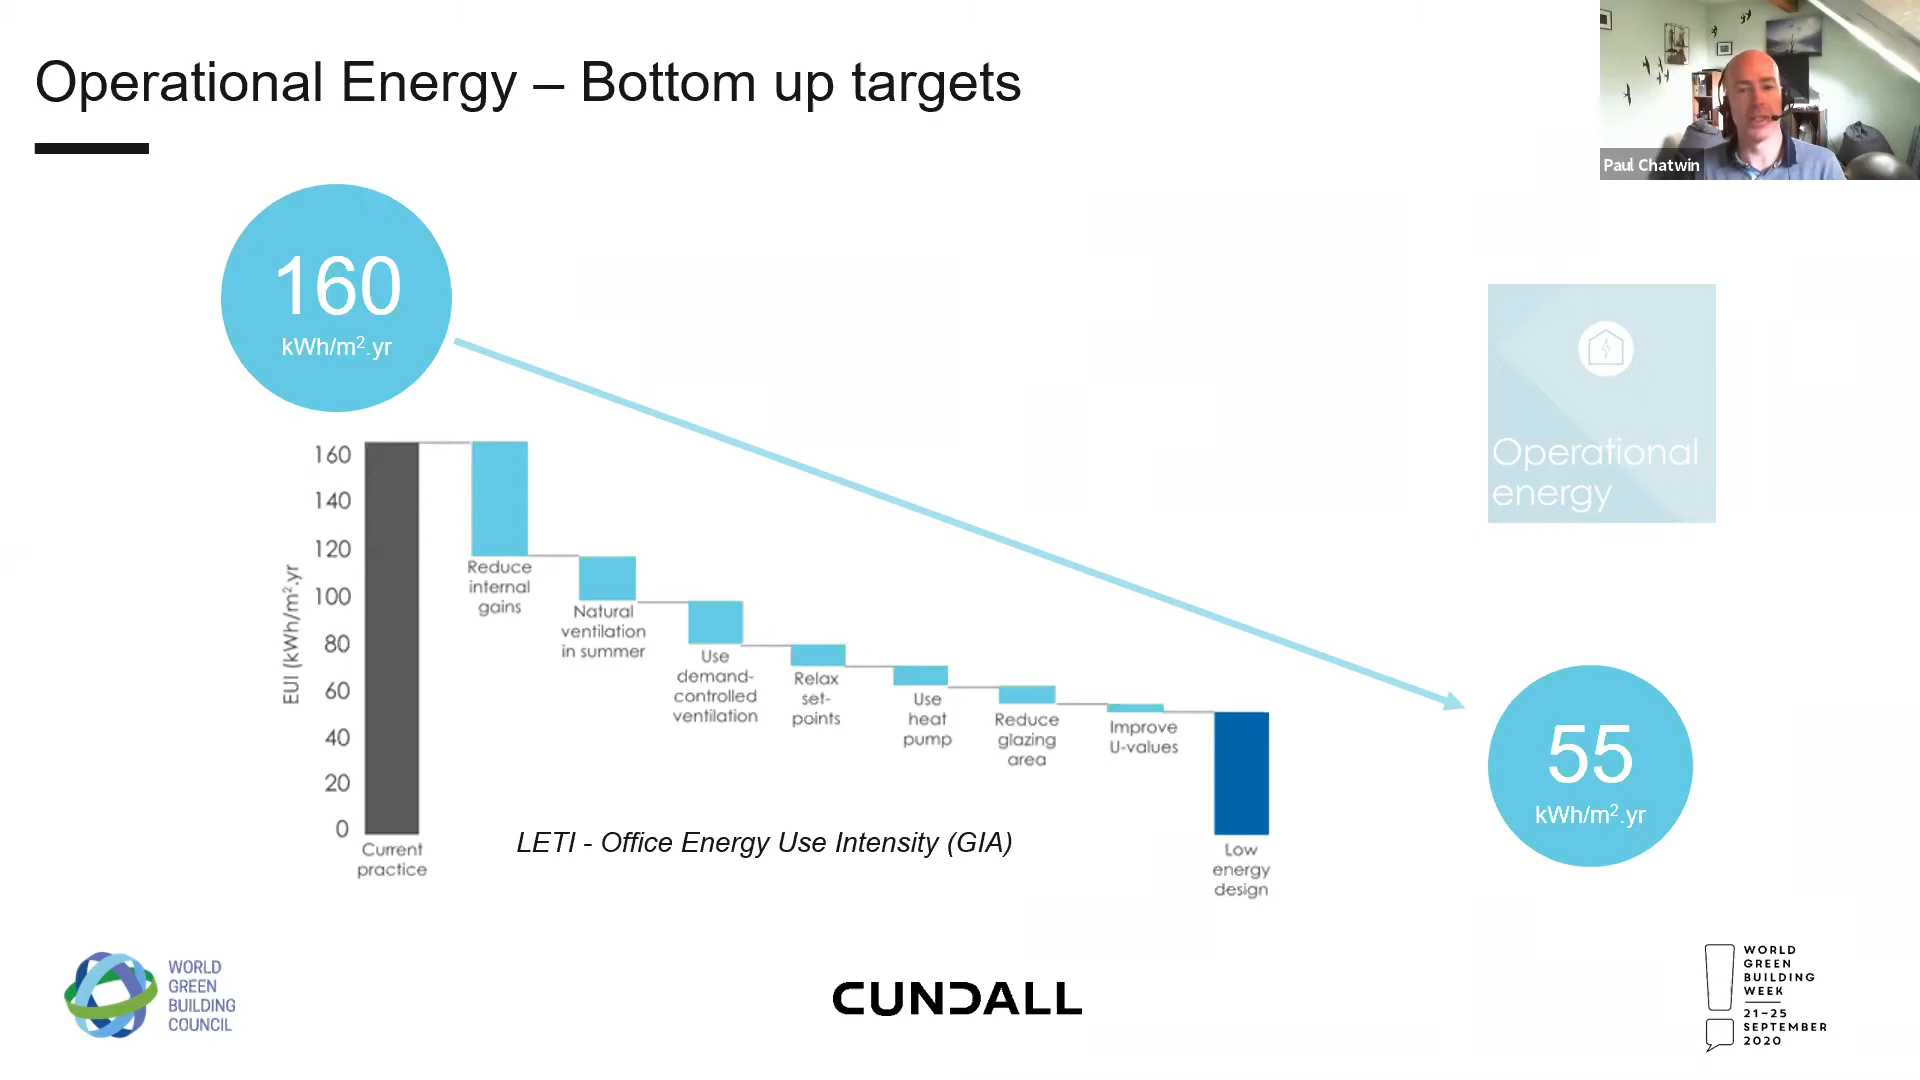 Operational Energy – Bottom up targets
Paul Chatwin
160
kWh/m².yr
Operational
energy
EUI (kWh/m².yr
160
140
120
100
80
60
40
20
0
Current
practice
Reduce
internal
gains
Natural
ventilation
in summer
Use
demand-
controlled
ventilation
Relax
set-
points
Use
heat
pump
Reduce
glazing
area
Improve
U-values
Low
energy
design
55
kWh/m².yr
LETI - Office Energy Use Intensity (GIA)
WORLD
GREEN
BUILDING
COUNCIL
CUNDALL
WORLD
GREEN
BUILDING
WEEK
21–25
SEPTEMBER
2020